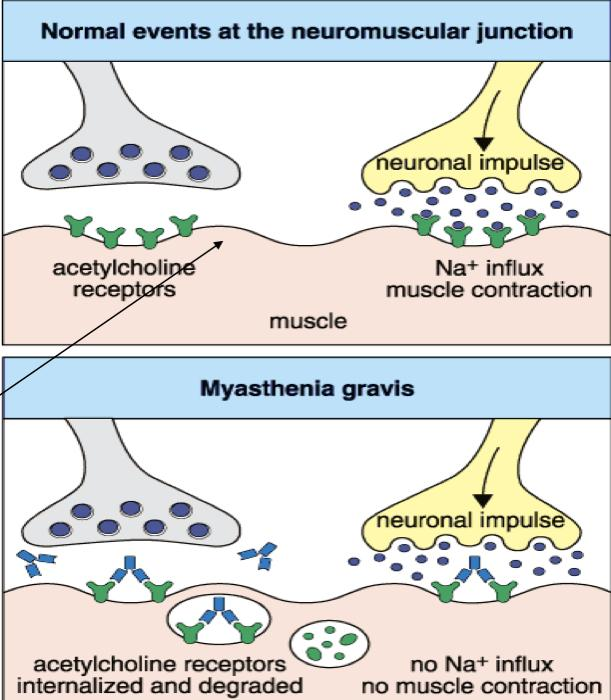 Normal events at the neuromuscular junction
neuronal impulse
acetylcholine
receptors
Na⁺ influx
muscle contraction
muscle
Myasthenia gravis
neuronal impulse
acetylcholine receptors
internalized and degraded
no Na⁺ influx
no muscle contraction